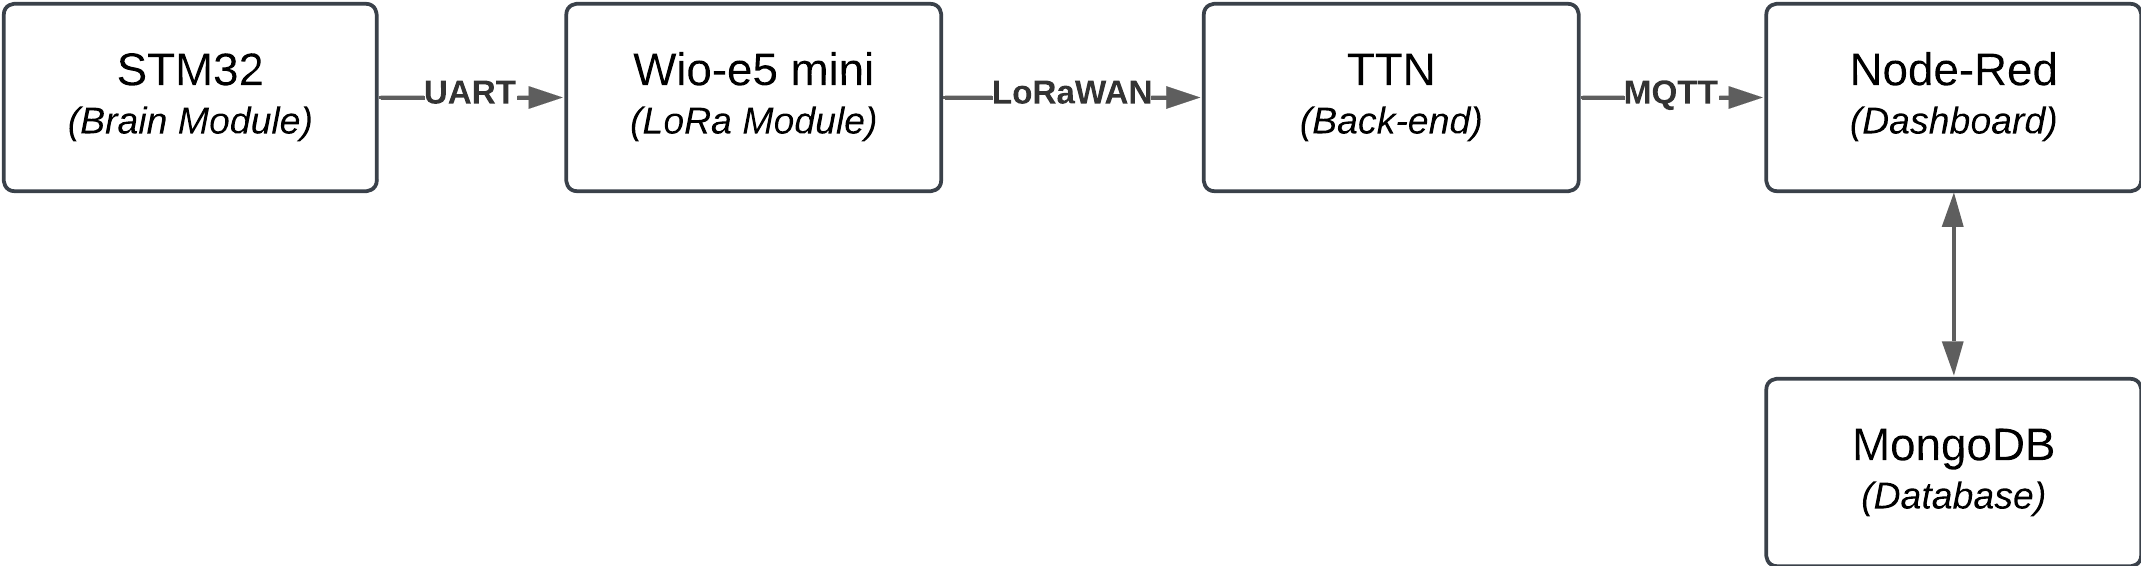 STM32
(Brain Module)
UART
Wio-e5 mini
(LoRa Module)
LoRaWAN
TTN
(Back-end)
MQTT
Node-Red
(Dashboard)
MongoDB
(Database)